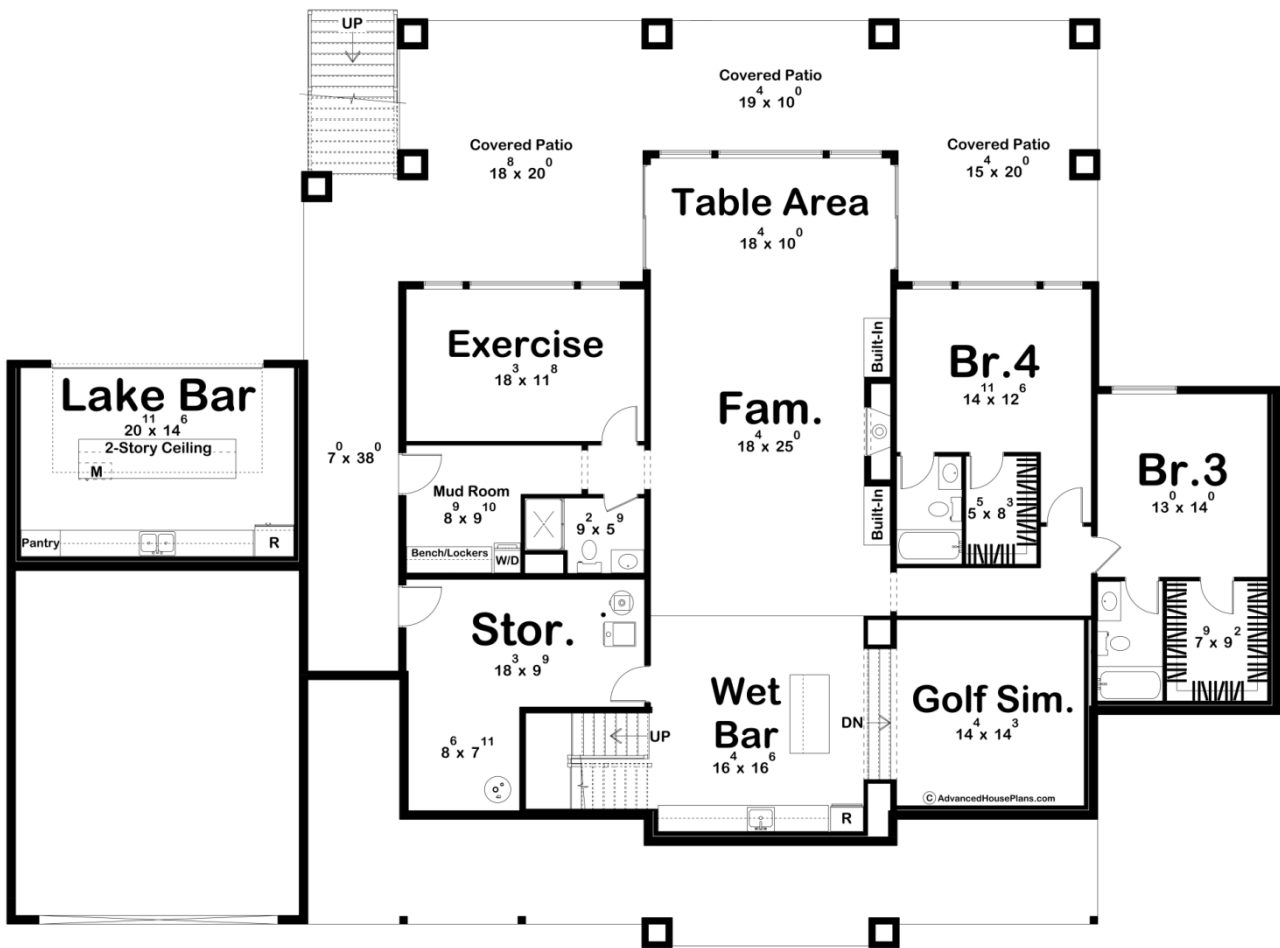 UP
Covered Patio
19⁴ x 10⁰
Covered Patio
18⁸ x 20⁰
Covered Patio
15⁴ x 20⁰
Table Area
18⁴ x 10⁰
Exercise
18³ x 11⁸
Built-In
Br.4
14¹¹ x 12⁶
Lake Bar
20¹¹ x 14⁶
2-Story Ceiling
M
Pantry
R
7⁰ x 38⁰
Fam.
18⁴ x 25⁰
Br.3
13⁰ x 14⁰
Mud Room
8⁹ x 9¹⁰
Bench/Lockers
W/D
9² x 5⁹
Built-In
5⁵ x 8³
Stor.
18³ x 9⁹
7⁹ x 9²
Wet
Bar
16⁴ x 16⁶
DN
Golf Sim.
14⁴ x 14³
8⁶ x 7¹¹
UP
R
© AdvancedHousePlans.com